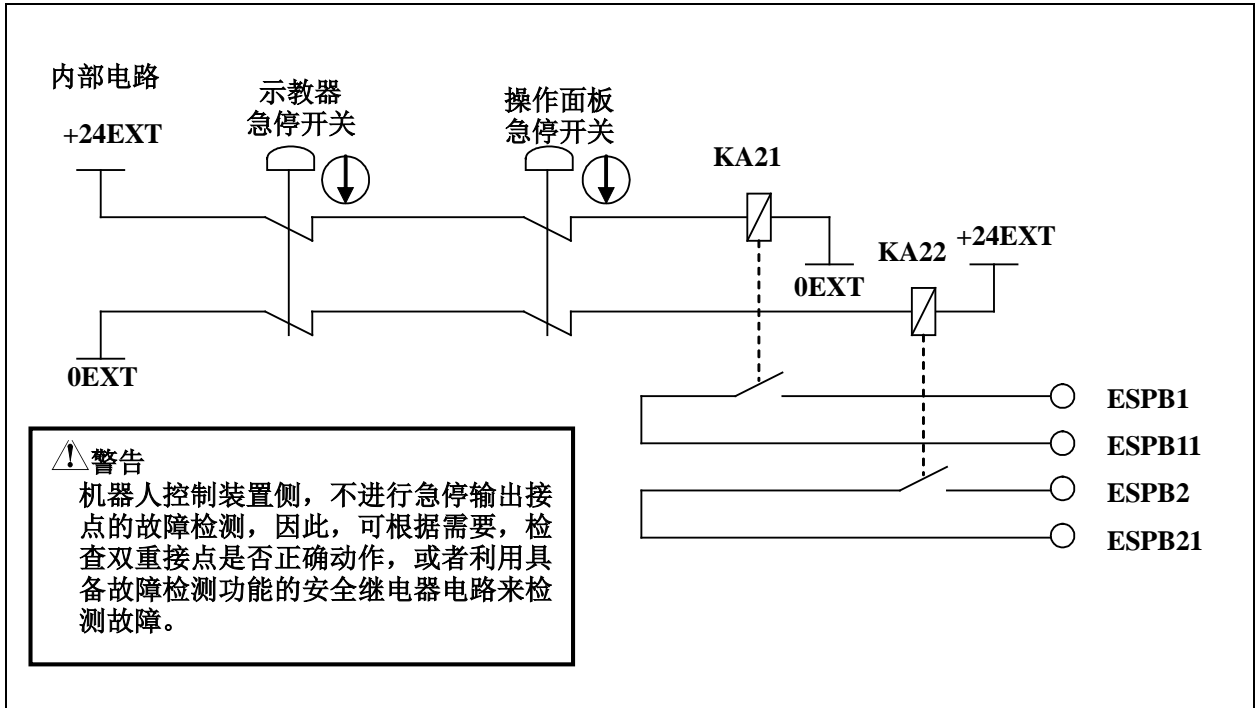 内部电路
+24EXT
示教器
急停开关
操作面板
急停开关
KA21
0EXT
KA22
+24EXT
0EXT
ESPB1
ESPB11
ESPB2
ESPB21
警告
机器人控制装置侧，不进行急停输出接
点的故障检测，因此，可根据需要，检
查双重接点是否正确动作，或者利用具
备故障检测功能的安全继电器电路来检
测故障。